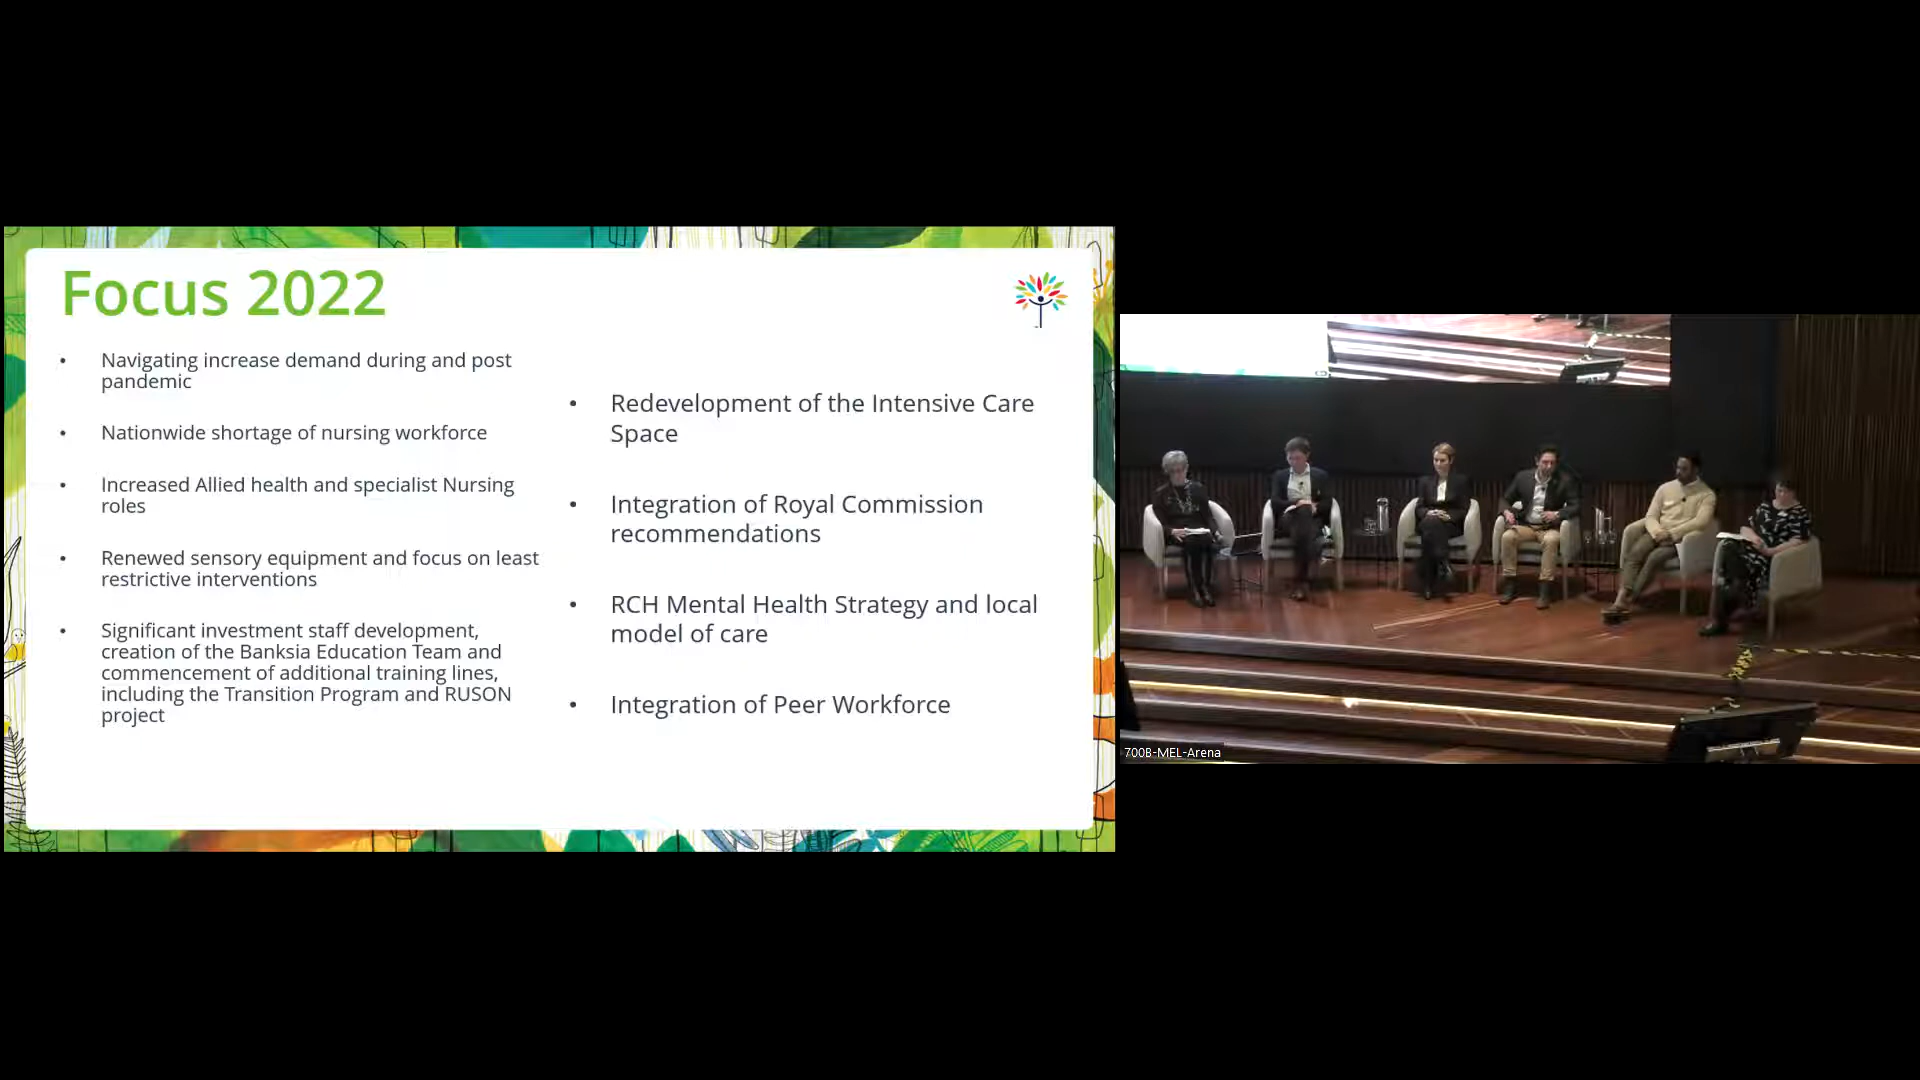 Focus 2022
• Navigating increase demand during and post
pandemic
• Nationwide shortage of nursing workforce
• Increased Allied health and specialist Nursing
roles
• Renewed sensory equipment and focus on least
restrictive interventions
• Significant investment staff development,
creation of the Banksia Education Team and
commencement of additional training lines,
including the Transition Program and RUSON
project
• Redevelopment of the Intensive Care
Space
• Integration of Royal Commission
recommendations
• RCH Mental Health Strategy and local
model of care
• Integration of Peer Workforce
700B-MEL-Arena